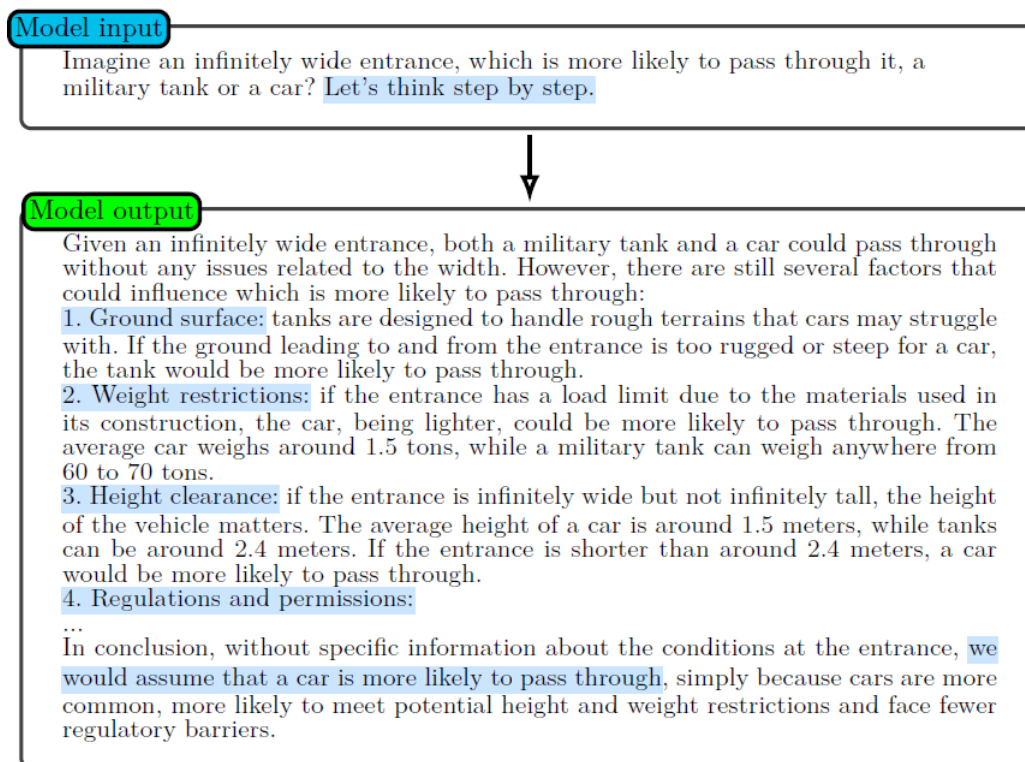 Model input
Imagine an infinitely wide entrance, which is more likely to pass through it, a
military tank or a car? Let's think step by step.
Model output
Given an infinitely wide entrance, both a military tank and a car could pass through
without any issues related to the width. However, there are still several factors that
could influence which is more likely to pass through:
1. Ground surface: tanks are designed to handle rough terrains that cars may struggle
with. If the ground leading to and from the entrance is too rugged or steep for a car,
the tank would be more likely to pass through.
2. Weight restrictions: if the entrance has a load limit due to the materials used in
its construction, the car, being lighter, could be more likely to pass through. The
average car weighs around 1.5 tons, while a military tank can weigh anywhere from
60 to 70 tons.
3. Height clearance: if the entrance is infinitely wide but not infinitely tall, the height
of the vehicle matters. The average height of a car is around 1.5 meters, while tanks
can be around 2.4 meters. If the entrance is shorter than around 2.4 meters, a car
would be more likely to pass through.
4. Regulations and permissions:
...
In conclusion, without specific information about the conditions at the entrance, we
would assume that a car is more likely to pass through, simply because cars are more
common, more likely to meet potential height and weight restrictions and face fewer
regulatory barriers.